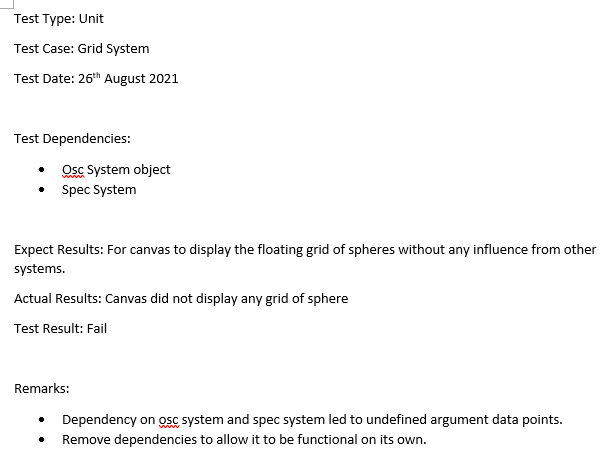 Test Type: Unit
Test Case: Grid System
Test Date: 26th August 2021
Test Dependencies:
• Osc System object
• Spec System
Expect Results: For canvas to display the floating grid of spheres without any influence from other
systems.
Actual Results: Canvas did not display any grid of sphere
Test Result: Fail
Remarks:
• Dependency on osc system and spec system led to undefined argument data points.
• Remove dependencies to allow it to be functional on its own.